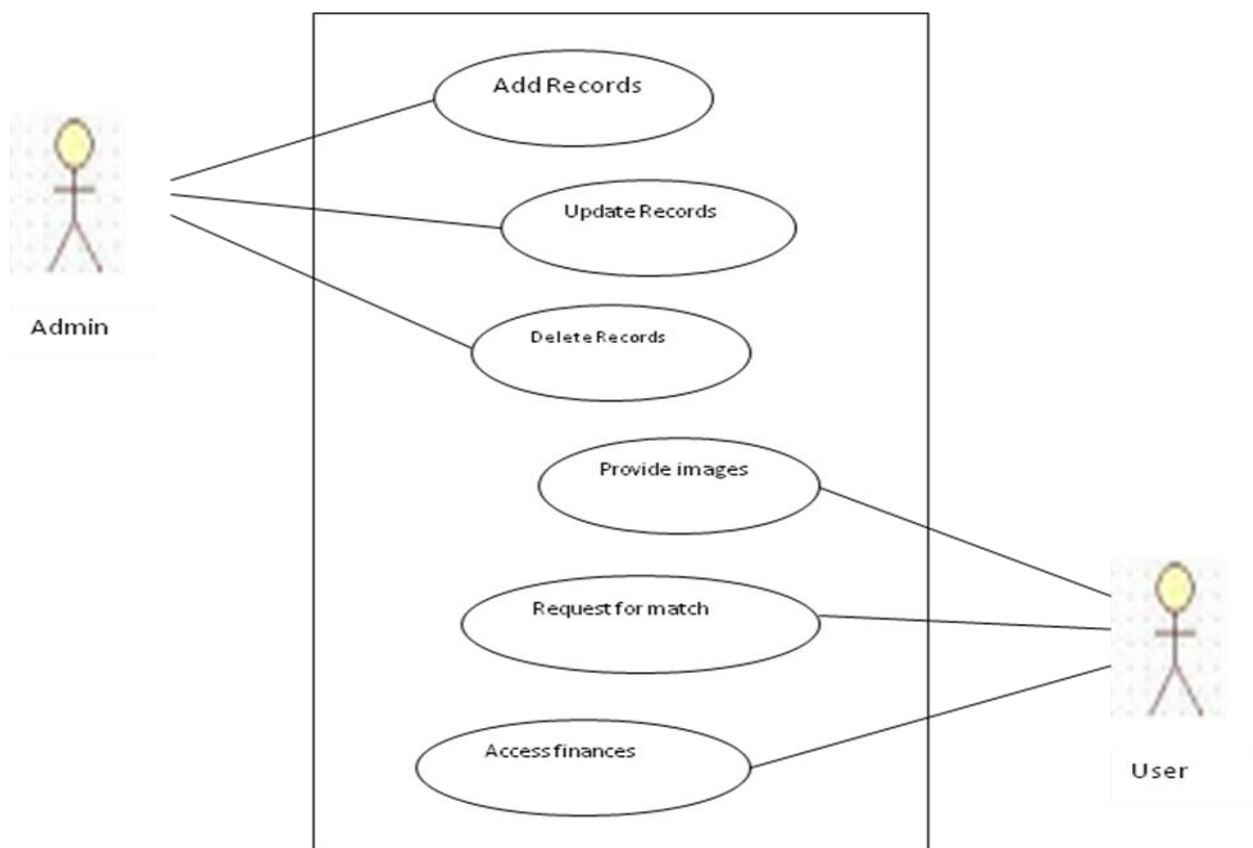 Add Records
Update Records
Delete Records
Admin
Provide images
Request for match
Access finances
User